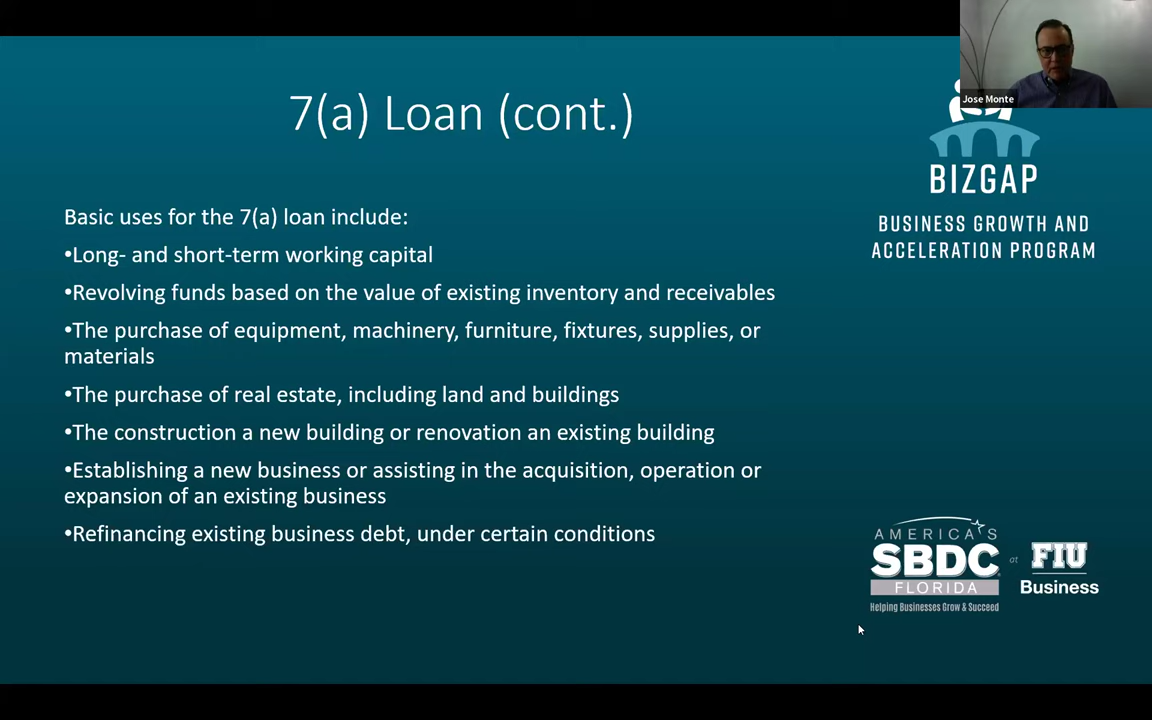 Jose Monte
7(a) Loan (cont.)
BIZGAP
BUSINESS GROWTH AND
ACCELERATION PROGRAM
Basic uses for the 7(a) loan include:
•Long- and short-term working capital
•Revolving funds based on the value of existing inventory and receivables
•The purchase of equipment, machinery, furniture, fixtures, supplies, or
materials
•The purchase of real estate, including land and buildings
•The construction a new building or renovation an existing building
•Establishing a new business or assisting in the acquisition, operation or
expansion of an existing business
•Refinancing existing business debt, under certain conditions
AMERICA'S
SBDC at FIU
FLORIDA Business
Helping Businesses Grow & Succeed